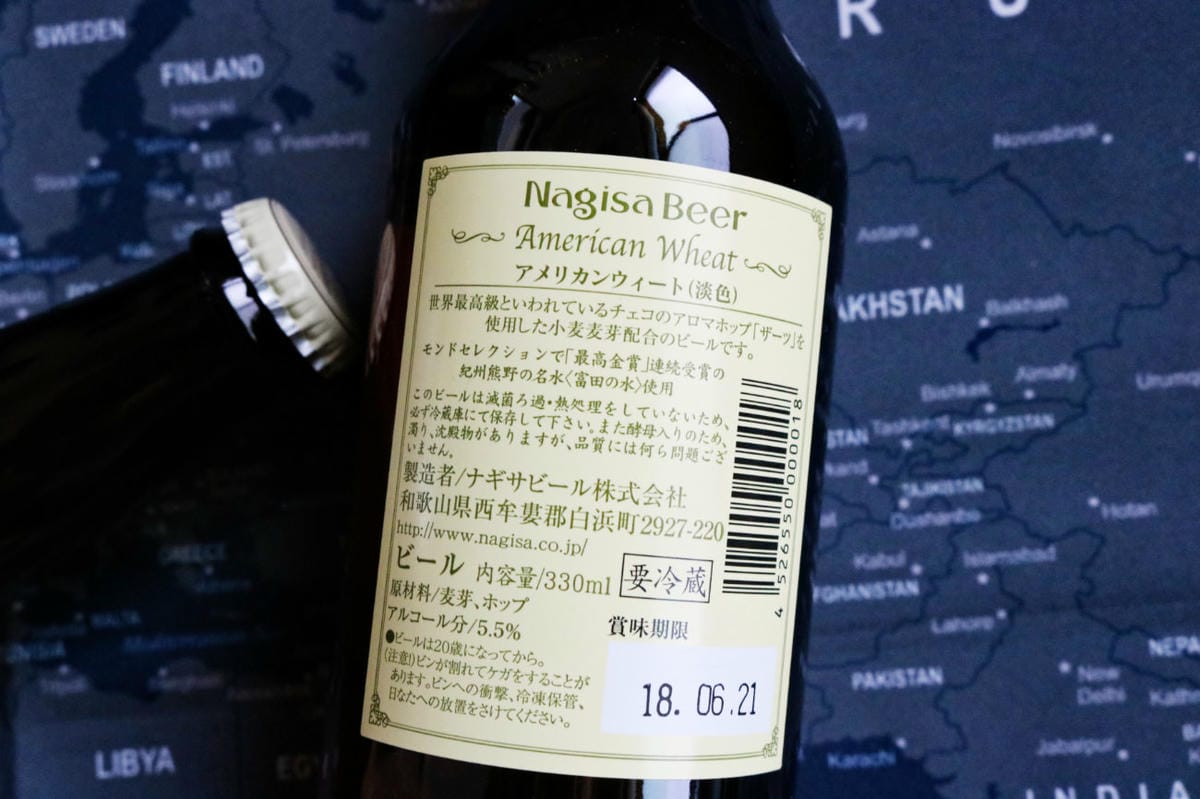 Nagisa Beer
American Wheat
アメリカンウィート(淡色)
世界最高級といわれているチェコのアロマホップ「ザーツ」を
使用した小麦麦芽配合のビールです。
モンドセレクションで「最高金賞」連続受賞の
紀州熊野の名水〈富田の水〉使用
このビールは滅菌ろ過・熱処理をしていないため、
必ず冷蔵庫にて保存して下さい。また酵母入りのため、
濁り、沈殿物がありますが、品質には何ら問題ござ
いません。
製造者/ナギサビール株式会社
和歌山県西牟婁郡白浜町2927-220
http://www.nagisa.co.jp/
ビール 内容量/330ml 要冷蔵
原材料/麦芽、ホップ
アルコール分/5.5%
賞味期限
18. 06.21
●ビールは20歳になってから。
(注意!)ビンが割れてケガをすることが
あります。ビンへの衝撃、冷凍保管、
日なたへの放置をさけてください。
4 526550 000018
SWEDEN
FINLAND
Helsinki
St. Petersburg
EST
LAT
GREECE
MALTA
LIBYA
EGY
R U
Novosibirsk
Astana
AKHSTAN
Balkhash
Almaty
Bishkek
Urumq
Tashkent
KYRGYZSTAN
STAN
TAJIKISTAN
Dushanbe
Hotan
Kabul
Islamabad
AFGHANISTAN
Lahore
PAKISTAN
New
Delhi
NEPA
Kath
Karachi
Jaipur
INDIA